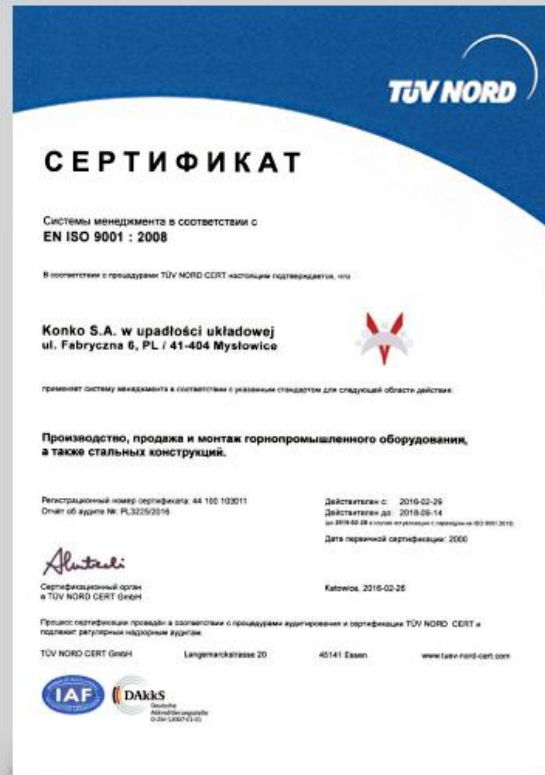 TÜV NORD
СЕРТИФИКАТ
Системы менеджмента в соответствии с
EN ISO 9001 : 2008
В соответствии с процедурами TÜV NORD CERT настоящим подтверждается, что
Konko S.A. w upadłości układowej
ul. Fabryczna 6, PL / 41-404 Mysłowice
применяет систему менеджмента в соответствии с указанным стандартом для следующей области действия:
Производство, продажа и монтаж горнопромышленного оборудования,
а также стальных конструкций.
Регистрационный номер сертификата: 44 100 103011
Отчёт об аудите №: PL3225/2016
Действителен с: 2016-02-29
Действителен до: 2018-09-14
Дата первичной сертификации: 2000
Сертификационный орган
в TÜV NORD CERT GmbH
Katowice, 2016-02-26
Процесс сертификации проведён в соответствии с процедурами аудитирования и сертификации TÜV NORD CERT и
подлежит регулярным надзорным аудитам.
TÜV NORD CERT GmbH Langemarckstrasse 20 45141 Essen www.tuev-nord-cert.com
IAF
DAkkS
Deutsche
Akkreditierungsstelle